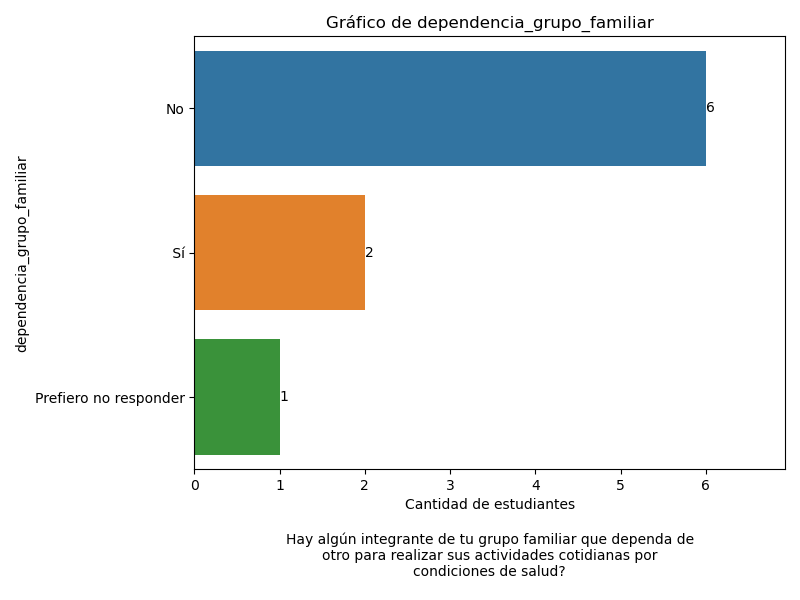 Gráfico de dependencia_grupo_familiar
dependencia_grupo_familiar
No
6
Sí
2
Prefiero no responder
1
0 1 2 3 4 5 6
Cantidad de estudiantes
Hay algún integrante de tu grupo familiar que dependa de
otro para realizar sus actividades cotidianas por
condiciones de salud?